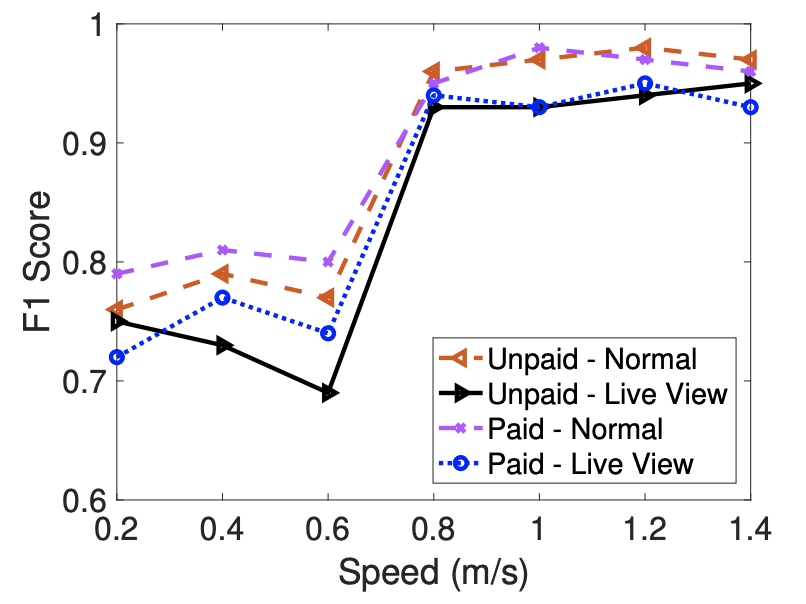 1
0.9
0.8
0.7
0.6
F1 Score
Unpaid - Normal
Unpaid - Live View
Paid - Normal
Paid - Live View
0.2 0.4 0.6 0.8 1 1.2 1.4
Speed (m/s)